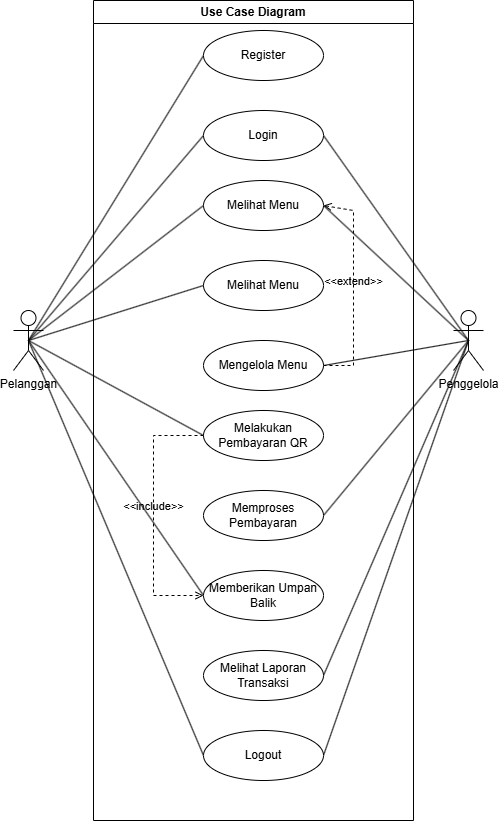 Use Case Diagram
Register
Login
Melihat Menu
Melihat Menu
<<extend>>
Mengelola Menu
Pelanggan
Penggelola
Melakukan
Pembayaran QR
<<include>>
Memproses
Pembayaran
Memberikan Umpan
Balik
Melihat Laporan
Transaksi
Logout